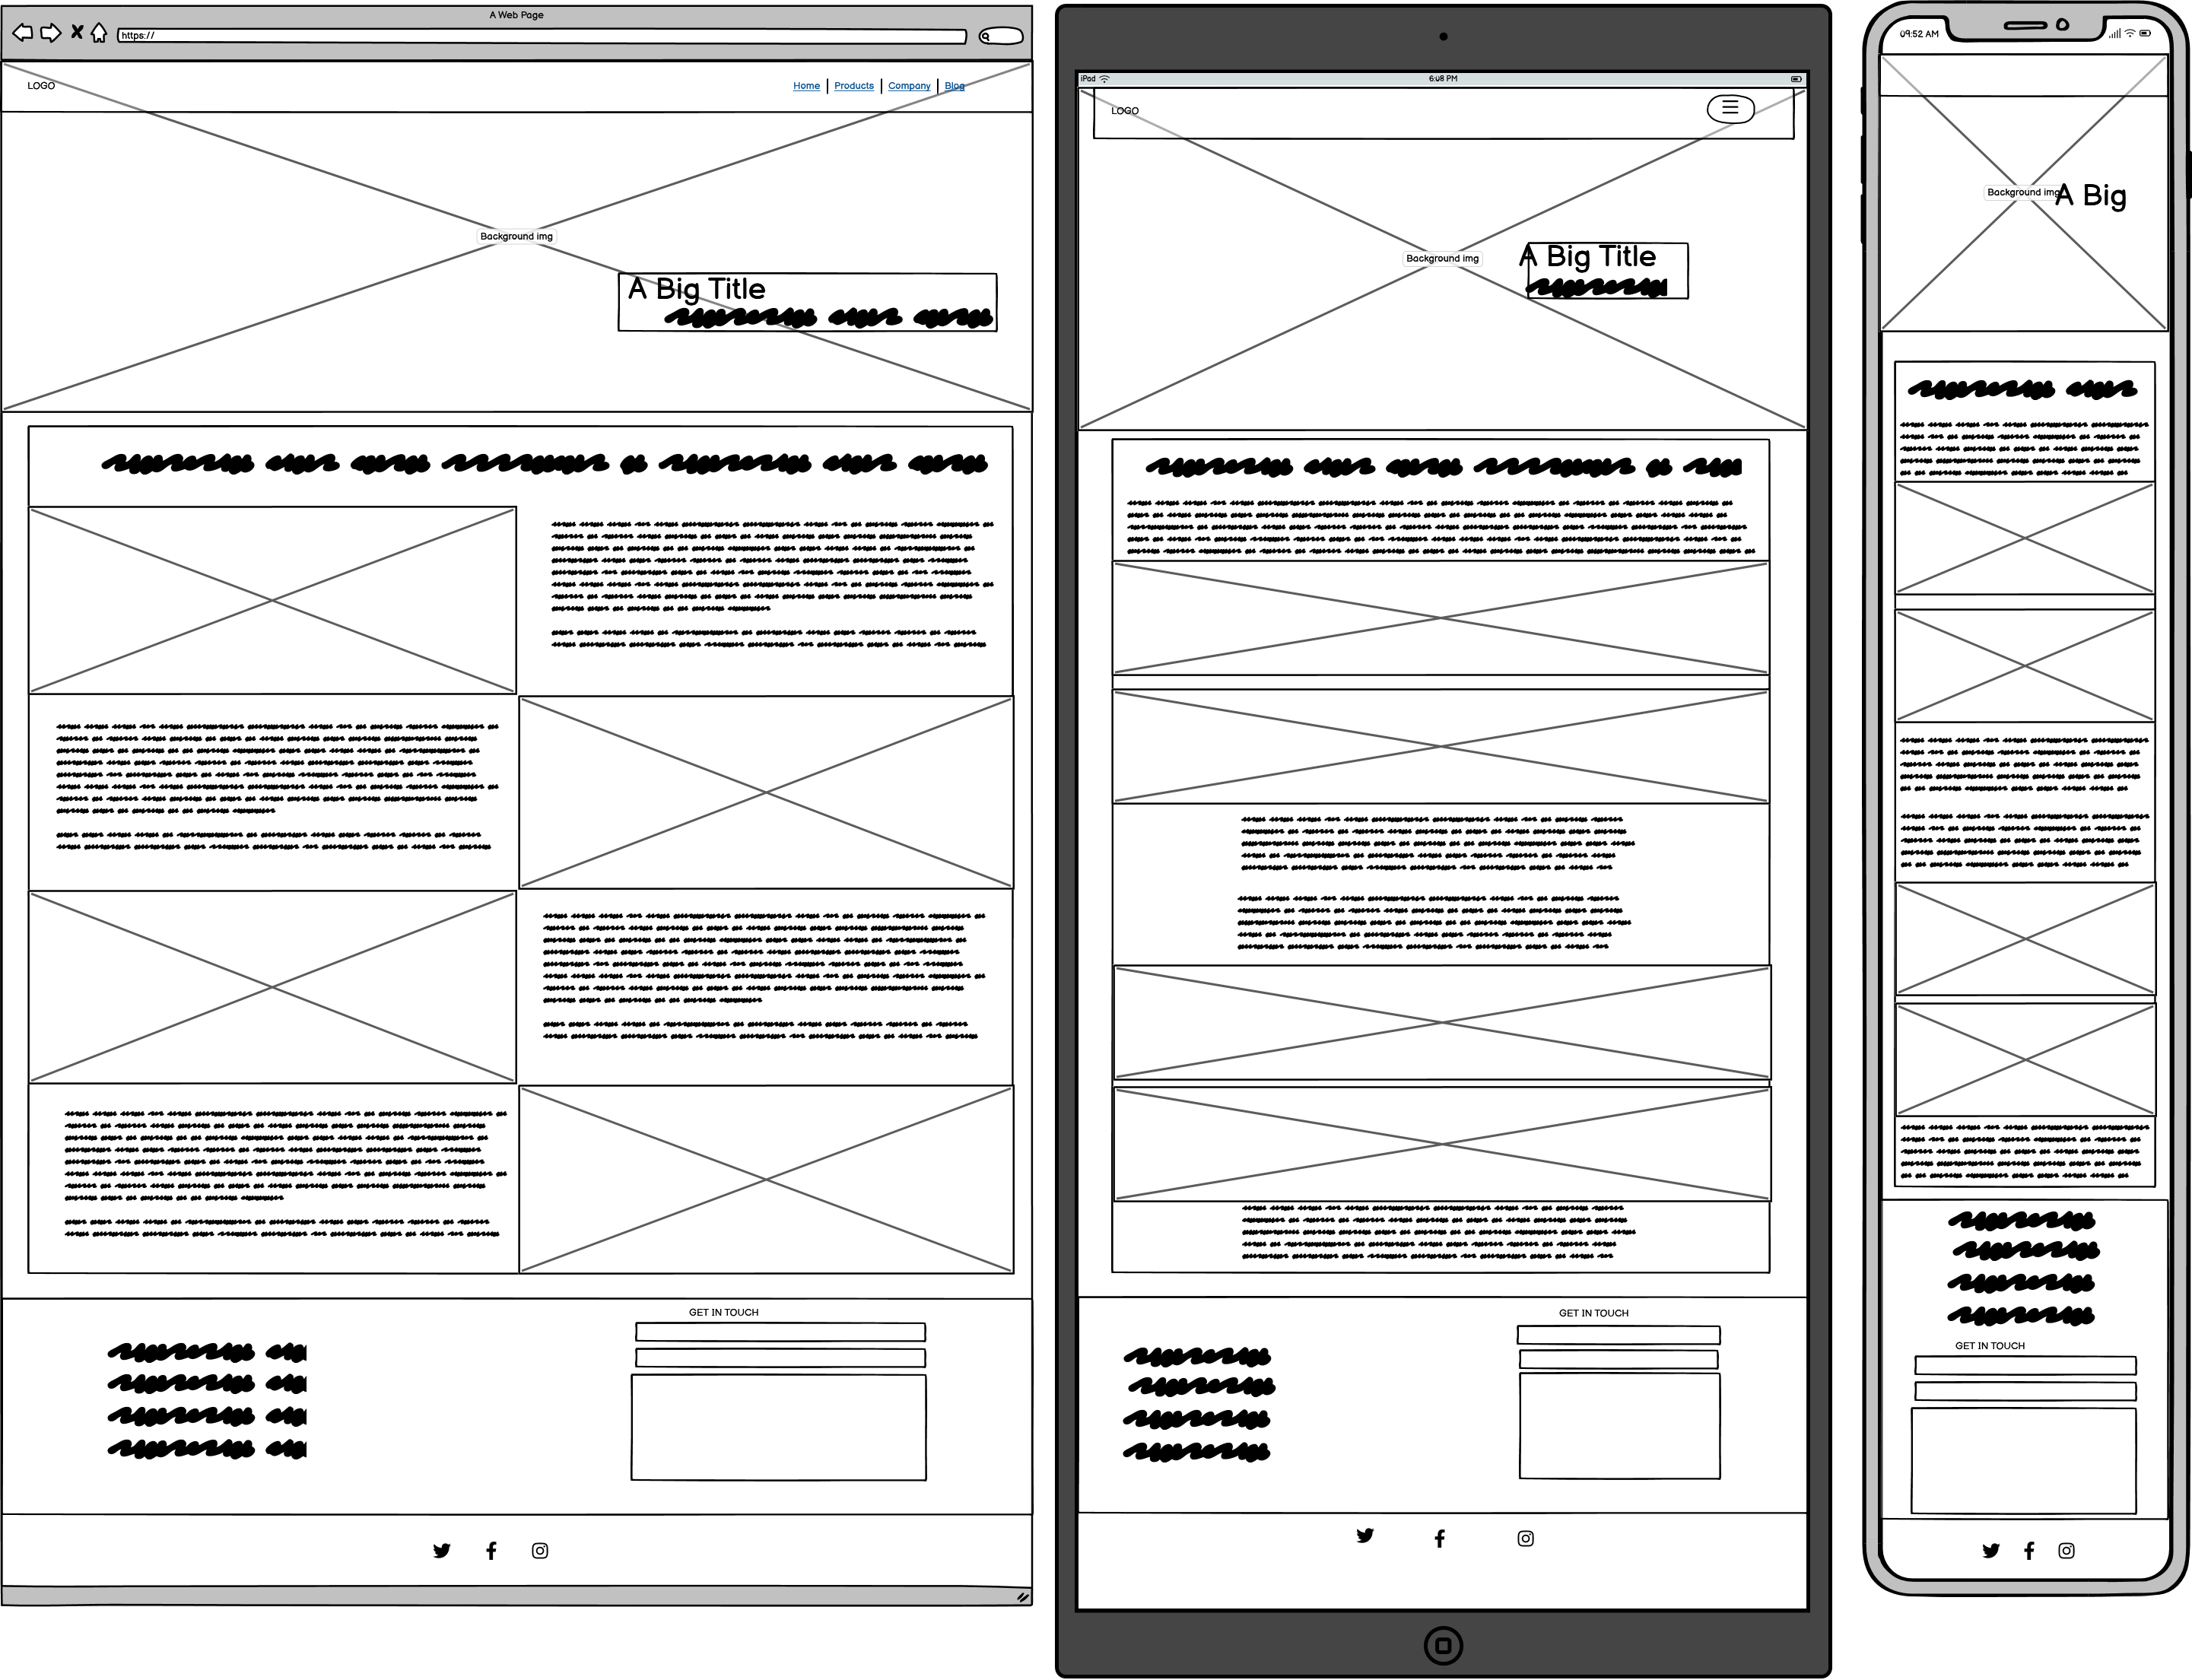 A Web Page
https://
LOGO
Home
Products
Company
Blog
Background img
A Big Title
GET IN TOUCH
iPad
6:08 PM
LOGO
Background img
A Big Title
GET IN TOUCH
09:52 AM
Background img
A Big
GET IN TOUCH